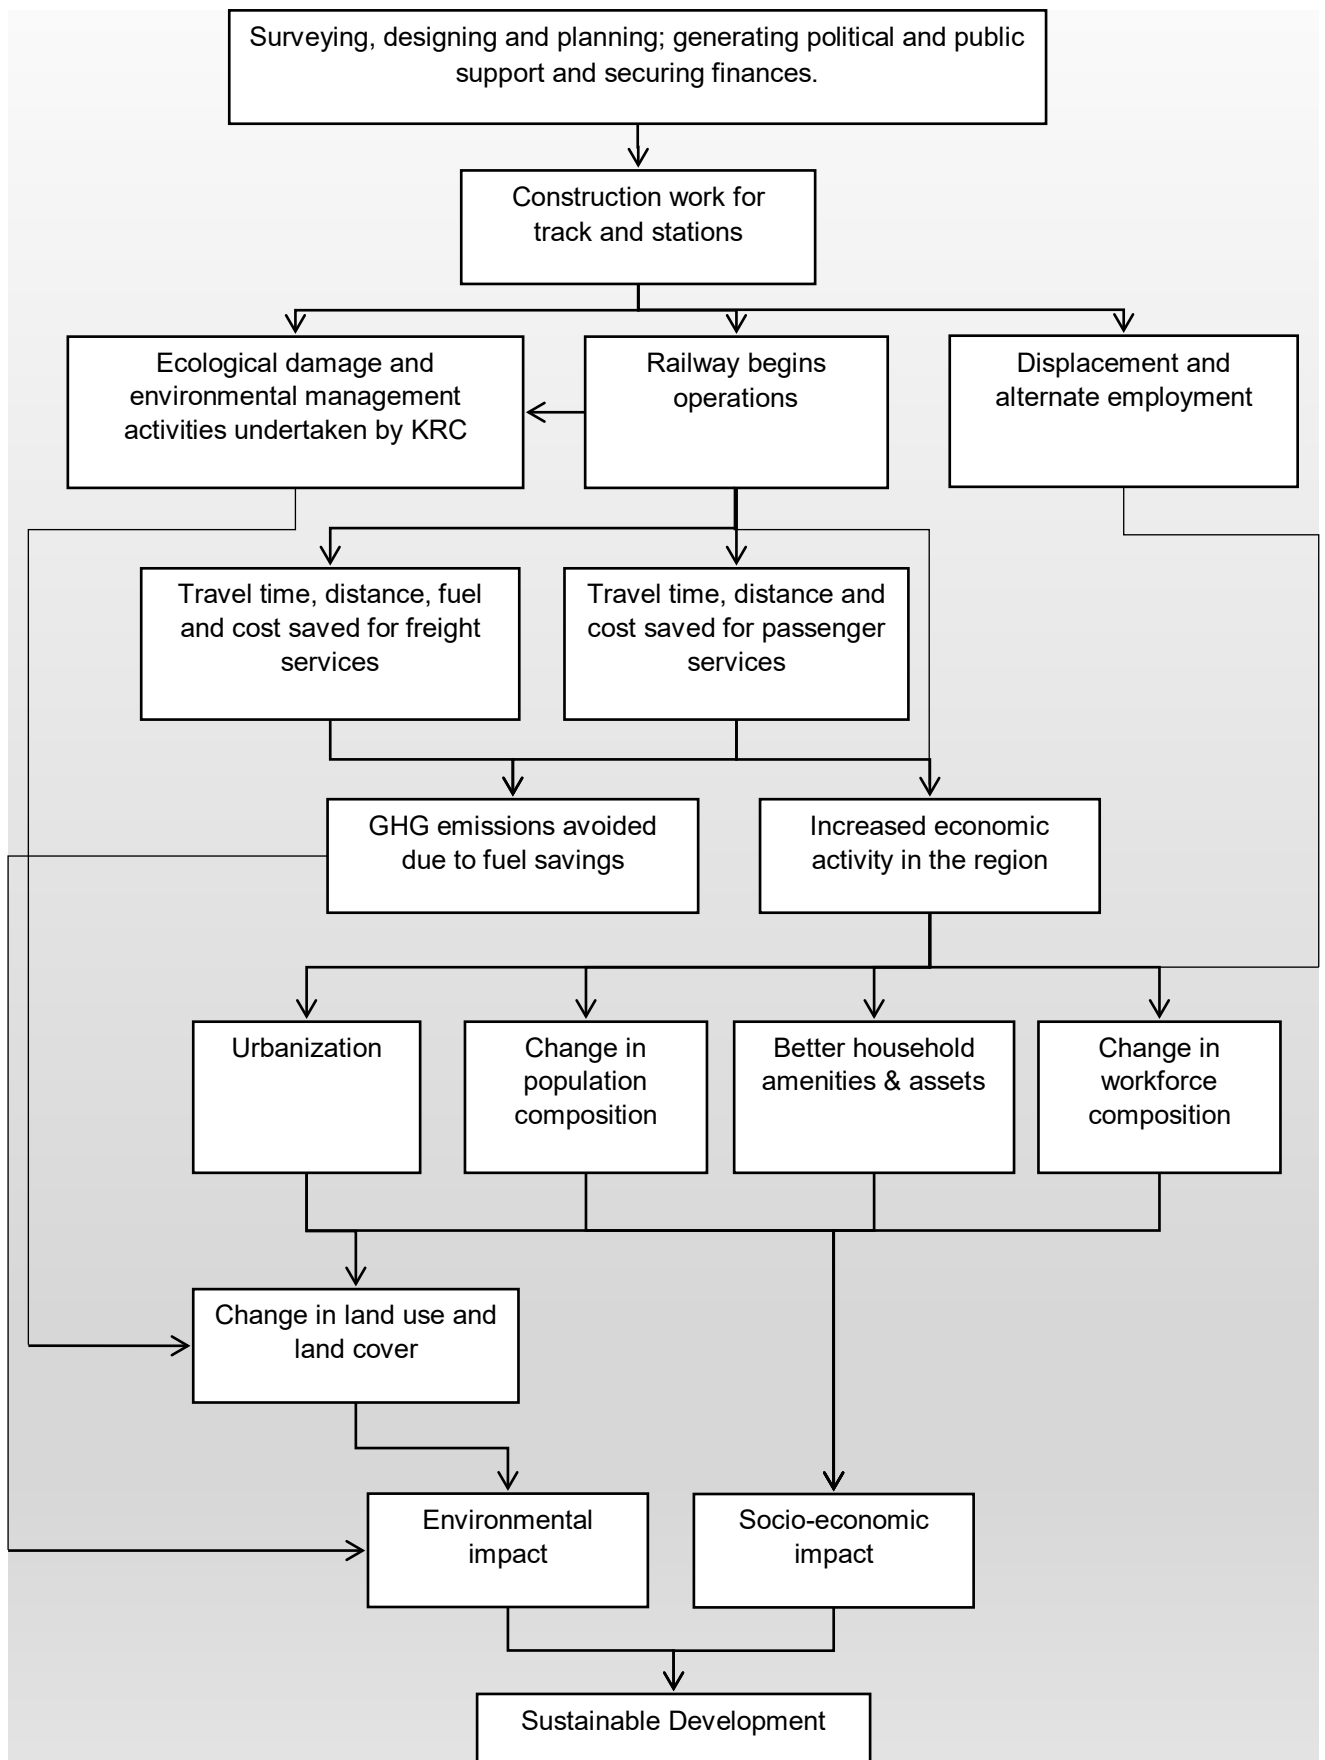 Surveying, designing and planning; generating political and public
support and securing finances.
Construction work for
track and stations
Ecological damage and
environmental management
activities undertaken by KRC
Railway begins
operations
Displacement and
alternate employment
Travel time, distance, fuel
and cost saved for freight
services
Travel time, distance and
cost saved for passenger
services
GHG emissions avoided
due to fuel savings
Increased economic
activity in the region
Urbanization
Change in
population
composition
Better household
amenities & assets
Change in
workforce
composition
Change in land use and
land cover
Environmental
impact
Socio-economic
impact
Sustainable Development